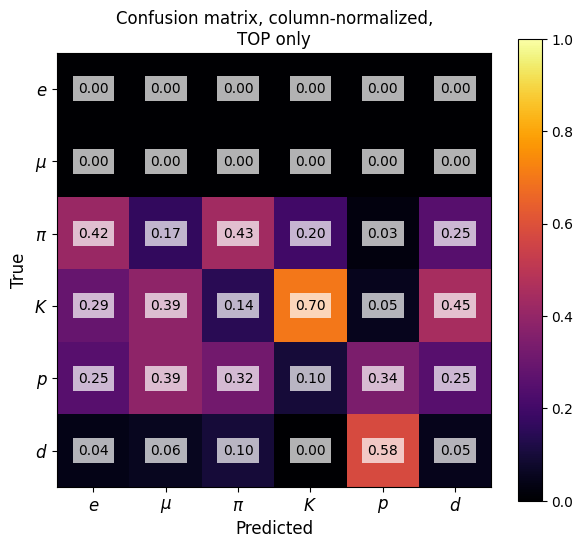 Confusion matrix, column-normalized,
TOP only
e 0.00 0.00 0.00 0.00 0.00 0.00
μ 0.00 0.00 0.00 0.00 0.00 0.00
π 0.42 0.17 0.43 0.20 0.03 0.25
K 0.29 0.39 0.14 0.70 0.05 0.45
p 0.25 0.39 0.32 0.10 0.34 0.25
d 0.04 0.06 0.10 0.00 0.58 0.05
e μ π K p d
Predicted
True
1.0
0.8
0.6
0.4
0.2
0.0